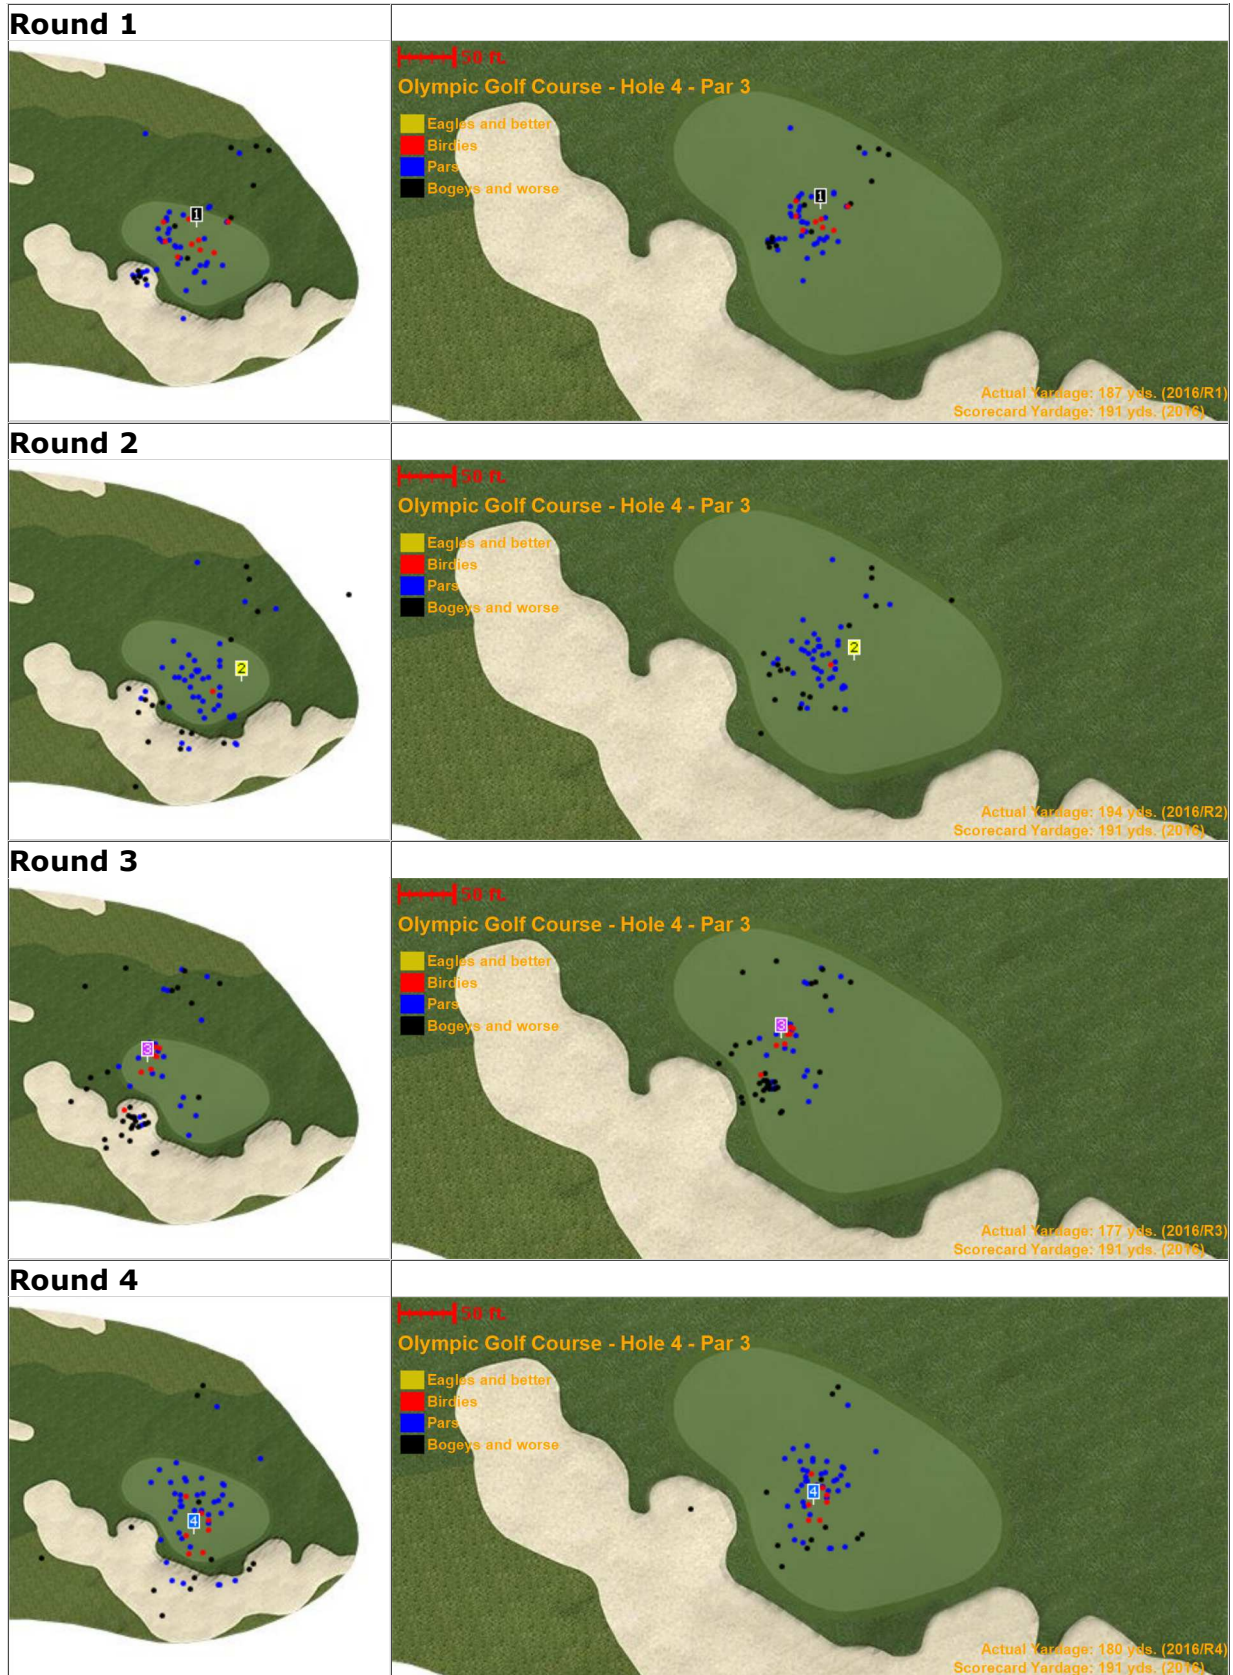 Round 1
50 ft.
Olympic Golf Course - Hole 4 - Par 3
Eagles and better
Birdies
Pars
Bogeys and worse
1
1
Actual Yardage: 187 yds. (2016/R1)
Scorecard Yardage: 191 yds. (2016)
Round 2
50 ft.
Olympic Golf Course - Hole 4 - Par 3
Eagles and better
Birdies
Pars
Bogeys and worse
2
2
Actual Yardage: 194 yds. (2016/R2)
Scorecard Yardage: 191 yds. (2016)
Round 3
50 ft.
Olympic Golf Course - Hole 4 - Par 3
Eagles and better
Birdies
Pars
Bogeys and worse
3
3
Actual Yardage: 177 yds. (2016/R3)
Scorecard Yardage: 191 yds. (2016)
Round 4
50 ft.
Olympic Golf Course - Hole 4 - Par 3
Eagles and better
Birdies
Pars
Bogeys and worse
4
4
Actual Yardage: 180 yds. (2016/R4)
Scorecard Yardage: 191 yds. (2016)